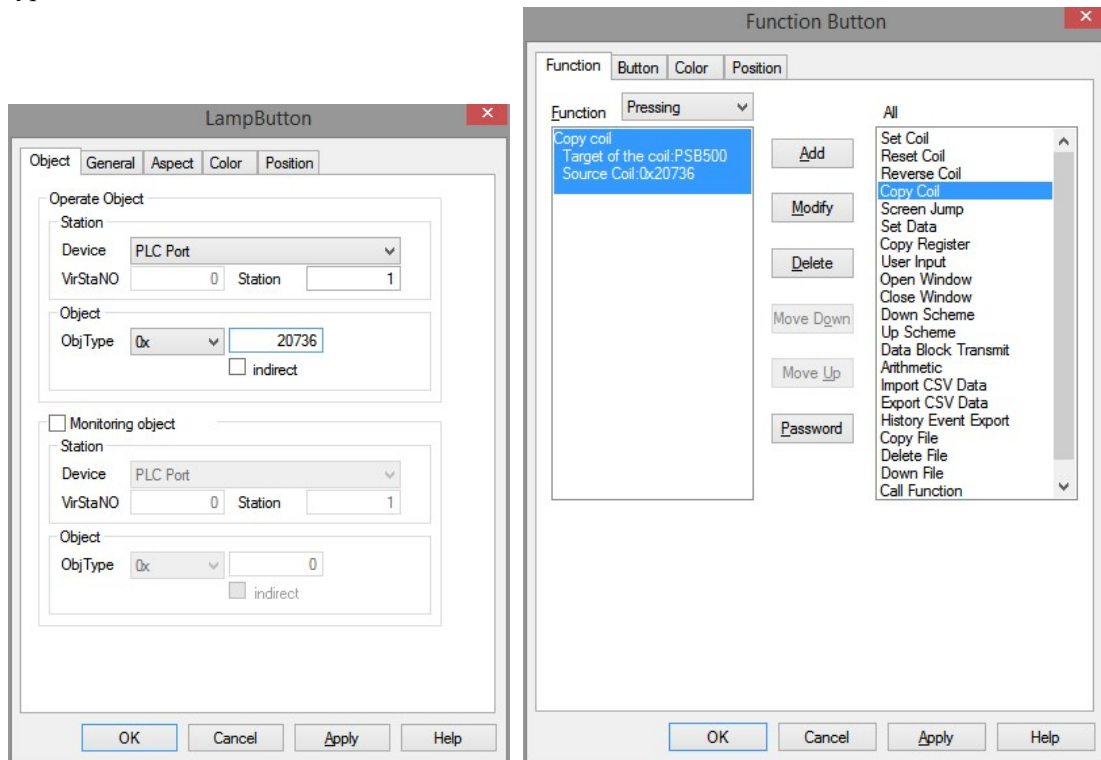 LampButton
Object General Aspect Color Position
Operate Object
Station
Device PLC Port
VirStaNO 0 Station 1
Object
ObjType 0x 20736
indirect
Monitoring object
Station
Device PLC Port
VirStaNO 0 Station 1
Object
ObjType 0x 0
indirect
OK Cancel Apply Help
Function Button
Function Button Color Position
Function Pressing
Copy coil
Target of the coil:PSB500
Source Coil:0x20736
Add
Modify
Delete
Move Down
Move Up
Password
All
Set Coil
Reset Coil
Reverse Coil
Copy Coil
Screen Jump
Set Data
Copy Register
User Input
Open Window
Close Window
Down Scheme
Up Scheme
Data Block Transmit
Arithmetic
Import CSV Data
Export CSV Data
History Event Export
Copy File
Delete File
Down File
Call Function
OK Cancel Apply Help